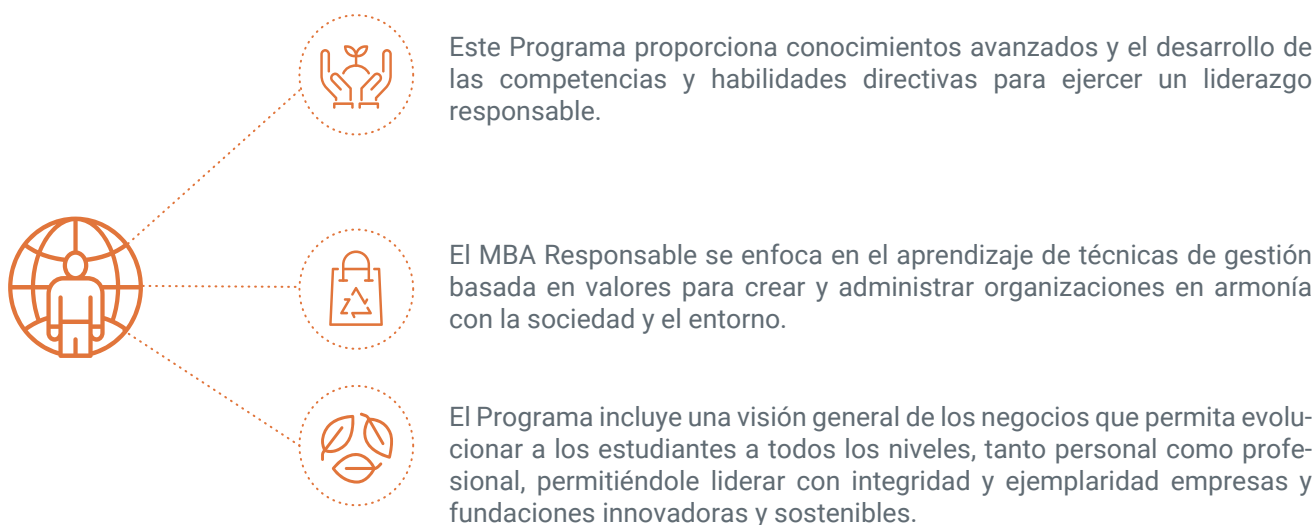 Este Programa proporciona conocimientos avanzados y el desarrollo de
las competencias y habilidades directivas para ejercer un liderazgo
responsable.
El MBA Responsable se enfoca en el aprendizaje de técnicas de gestión
basada en valores para crear y administrar organizaciones en armonía
con la sociedad y el entorno.
El Programa incluye una visión general de los negocios que permita evolu-
cionar a los estudiantes a todos los niveles, tanto personal como profe-
sional, permitiéndole liderar con integridad y ejemplaridad empresas y
fundaciones innovadoras y sostenibles.